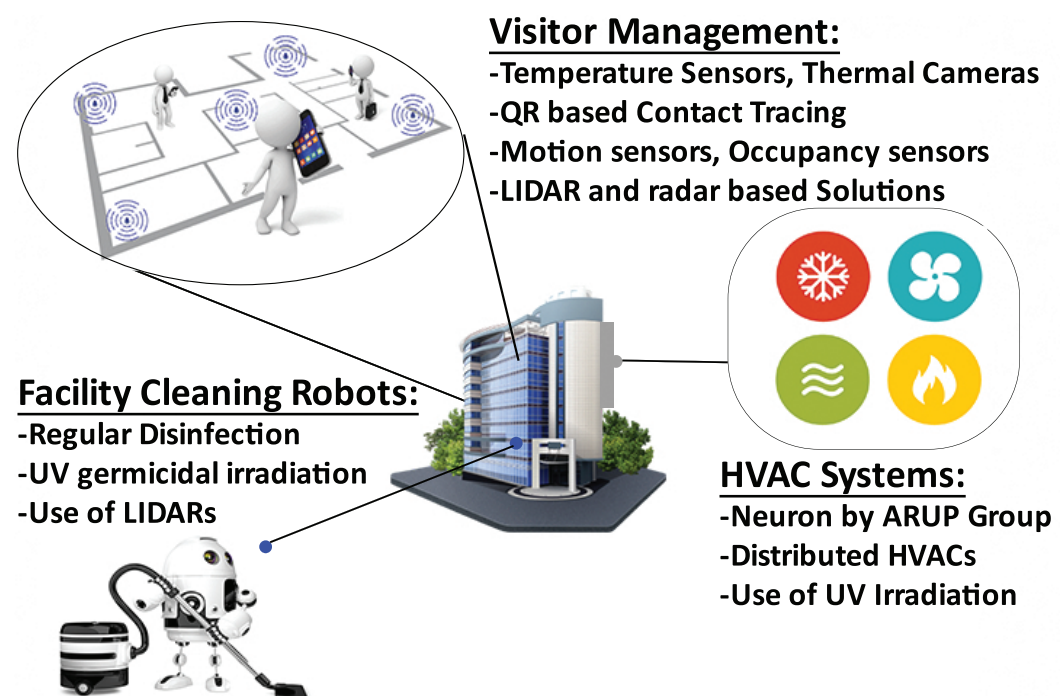 Visitor Management:
-Temperature Sensors, Thermal Cameras
-QR based Contact Tracing
-Motion sensors, Occupancy sensors
-LIDAR and radar based Solutions
Facility Cleaning Robots:
-Regular Disinfection
-UV germicidal irradiation
-Use of LIDARs
HVAC Systems:
-Neuron by ARUP Group
-Distributed HVACs
-Use of UV Irradiation